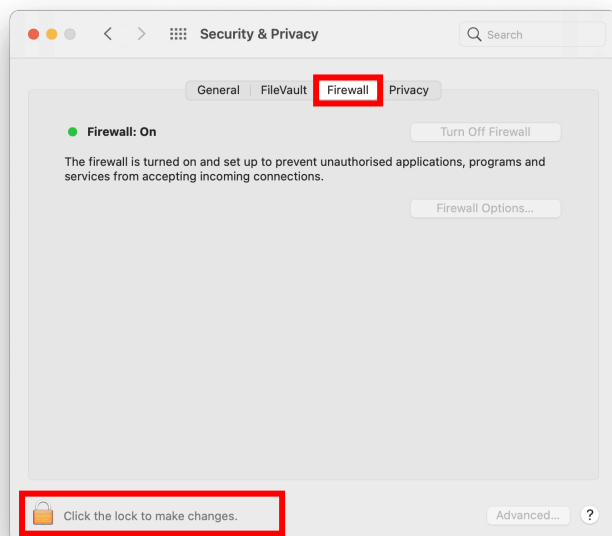 Security & Privacy
Search
General FileVault Firewall Privacy
Firewall: On
Turn Off Firewall
The firewall is turned on and set up to prevent unauthorised applications, programs and
services from accepting incoming connections.
Firewall Options...
Click the lock to make changes.
Advanced...
?